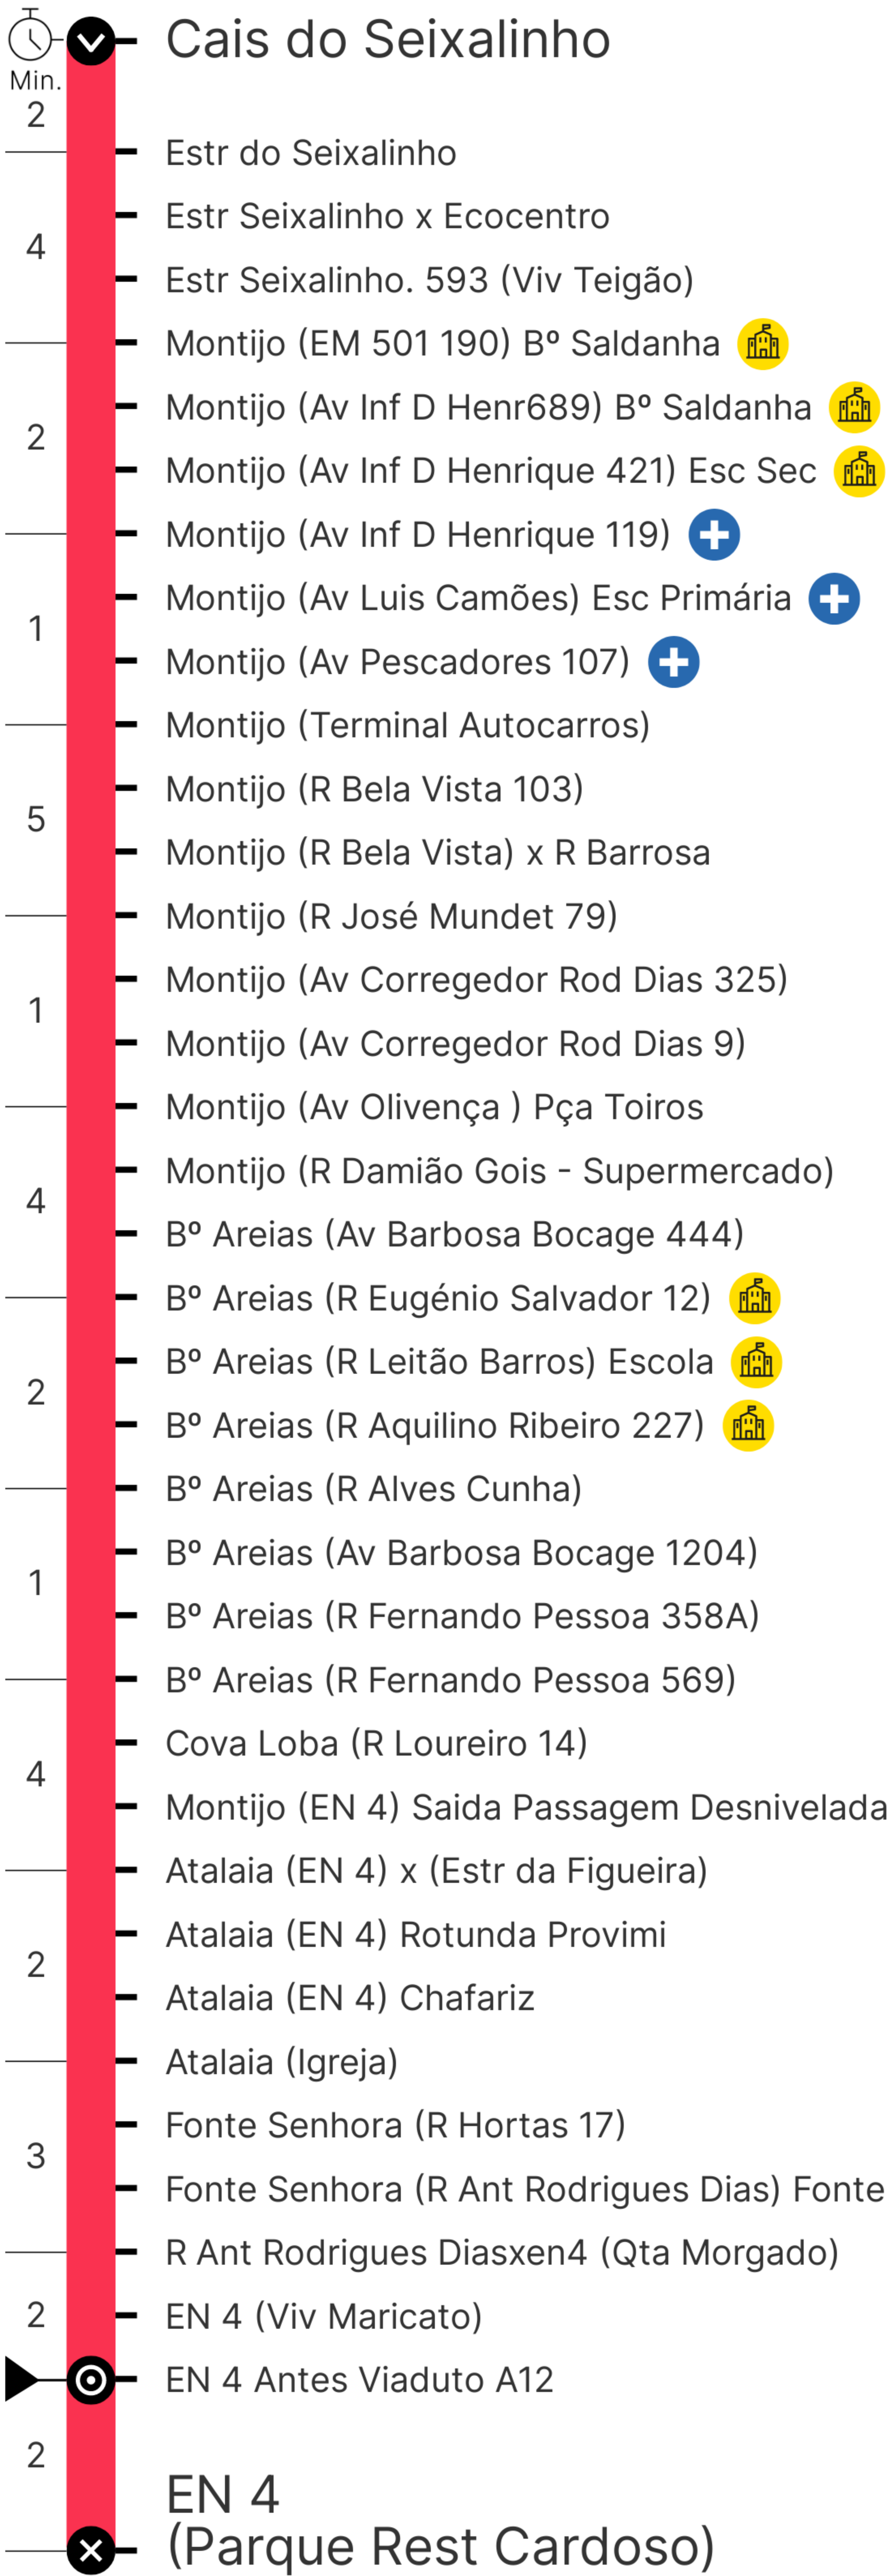 Cais do Seixalinho
Min.
2
Estr do Seixalinho
Estr Seixalinho x Ecocentro
4
Estr Seixalinho. 593 (Viv Teigão)
Montijo (EM 501 190) Bº Saldanha
Montijo (Av Inf D Henr689) Bº Saldanha
2
Montijo (Av Inf D Henrique 421) Esc Sec
Montijo (Av Inf D Henrique 119)
Montijo (Av Luis Camões) Esc Primária
1
Montijo (Av Pescadores 107)
Montijo (Terminal Autocarros)
Montijo (R Bela Vista 103)
5
Montijo (R Bela Vista) x R Barrosa
Montijo (R José Mundet 79)
Montijo (Av Corregedor Rod Dias 325)
1
Montijo (Av Corregedor Rod Dias 9)
Montijo (Av Olivença ) Pça Toiros
Montijo (R Damião Gois - Supermercado)
4
Bº Areias (Av Barbosa Bocage 444)
Bº Areias (R Eugénio Salvador 12)
Bº Areias (R Leitão Barros) Escola
2
Bº Areias (R Aquilino Ribeiro 227)
Bº Areias (R Alves Cunha)
Bº Areias (Av Barbosa Bocage 1204)
1
Bº Areias (R Fernando Pessoa 358A)
Bº Areias (R Fernando Pessoa 569)
Cova Loba (R Loureiro 14)
4
Montijo (EN 4) Saida Passagem Desnivelada
Atalaia (EN 4) x (Estr da Figueira)
Atalaia (EN 4) Rotunda Provimi
2
Atalaia (EN 4) Chafariz
Atalaia (Igreja)
Fonte Senhora (R Hortas 17)
3
Fonte Senhora (R Ant Rodrigues Dias) Fonte
R Ant Rodrigues Diasxen4 (Qta Morgado)
2
EN 4 (Viv Maricato)
EN 4 Antes Viaduto A12
2
EN 4
(Parque Rest Cardoso)